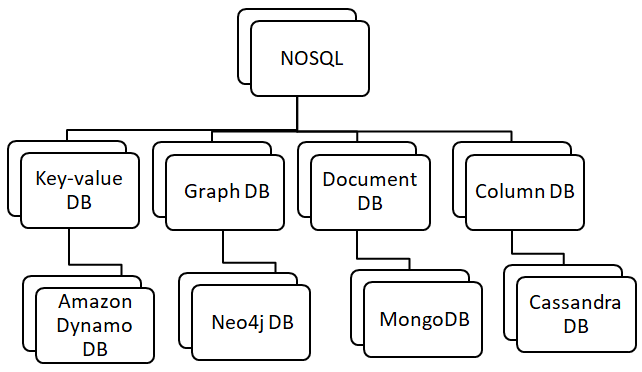 NOSQL
Key-value
DB
Graph DB
Document
DB
Column DB
Amazon
Dynamo
DB
Neo4j DB
MongoDB
Cassandra
DB